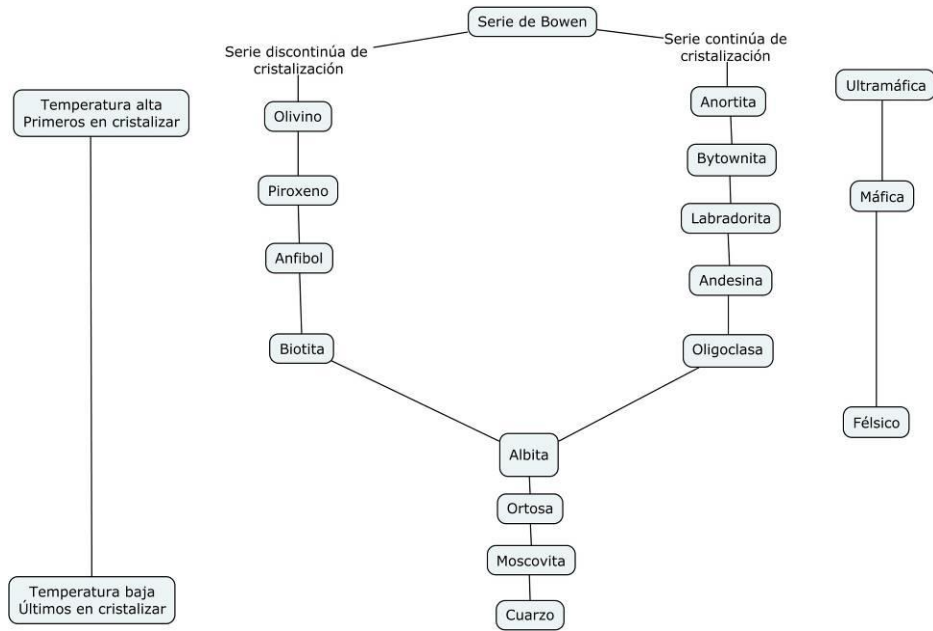 Serie de Bowen
Serie discontinúa de
cristalización
Serie continúa de
cristalización
Temperatura alta
Primeros en cristalizar
Olivino
Anortita
Ultramáfica
Bytownita
Piroxeno
Máfica
Labradorita
Anfibol
Andesina
Biotita
Oligoclasa
Félsico
Albita
Ortosa
Moscovita
Temperatura baja
Últimos en cristalizar
Cuarzo